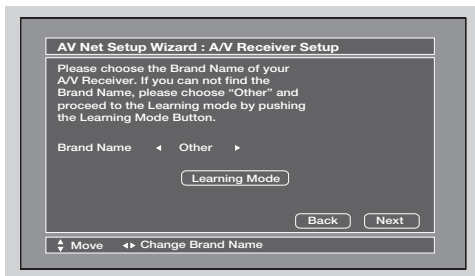 AV Net Setup Wizard : A/V Receiver Setup
Please choose the Brand Name of your
A/V Receiver. If you can not find the
Brand Name, please choose “Other” and
proceed to the Learning mode by pushing
the Learning Mode Button.
Brand Name ◂ Other ▸
Learning Mode
Back Next
Move ◂▸ Change Brand Name